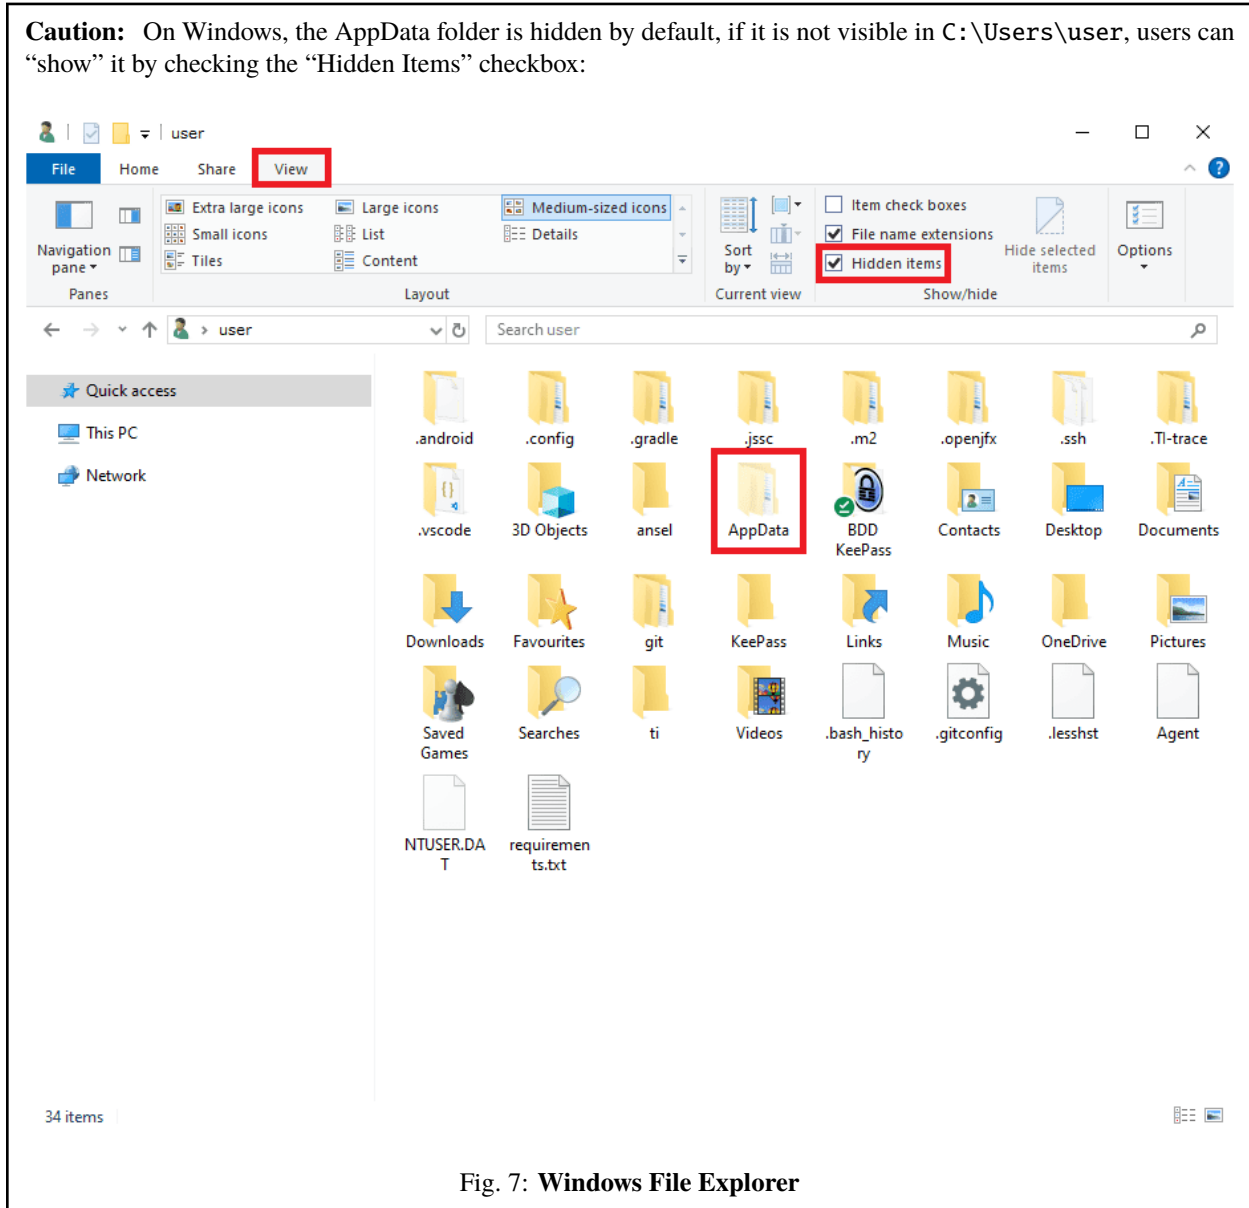 Caution: On Windows, the AppData folder is hidden by default, if it is not visible in C:\Users\user, users can
“show” it by checking the “Hidden Items” checkbox:
user
File Home Share View
Navigation pane
Extra large icons Large icons Medium-sized icons
Small icons List Details
Tiles Content
Sort by
Item check boxes
File name extensions
Hidden items
Hide selected items
Options
Panes Layout Current view Show/hide
user
Search user
Quick access
This PC
Network
.android .config .gradle .jssc .m2 .openjfx .ssh .TI-trace
.vscode 3D Objects ansel AppData BDD KeePass Contacts Desktop Documents
Downloads Favourites git KeePass Links Music OneDrive Pictures
Saved Games Searches ti Videos .bash_history .gitconfig .lesshst Agent
NTUSER.DAT requirements.txt
34 items
Fig. 7: Windows File Explorer